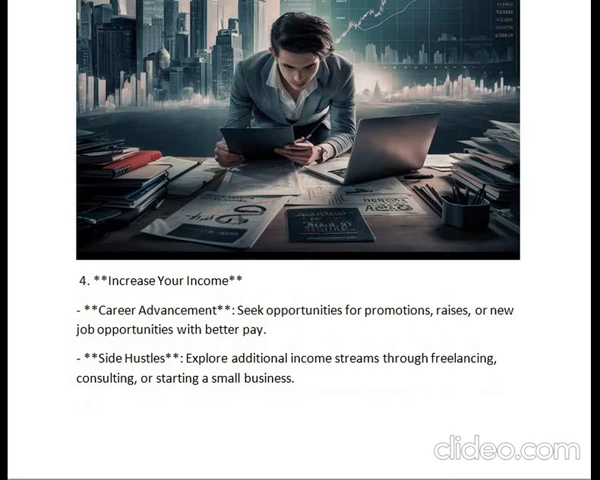 4. **Increase Your Income**
- **Career Advancement**: Seek opportunities for promotions, raises, or new
job opportunities with better pay.
- **Side Hustles**: Explore additional income streams through freelancing,
consulting, or starting a small business.
clideo.com